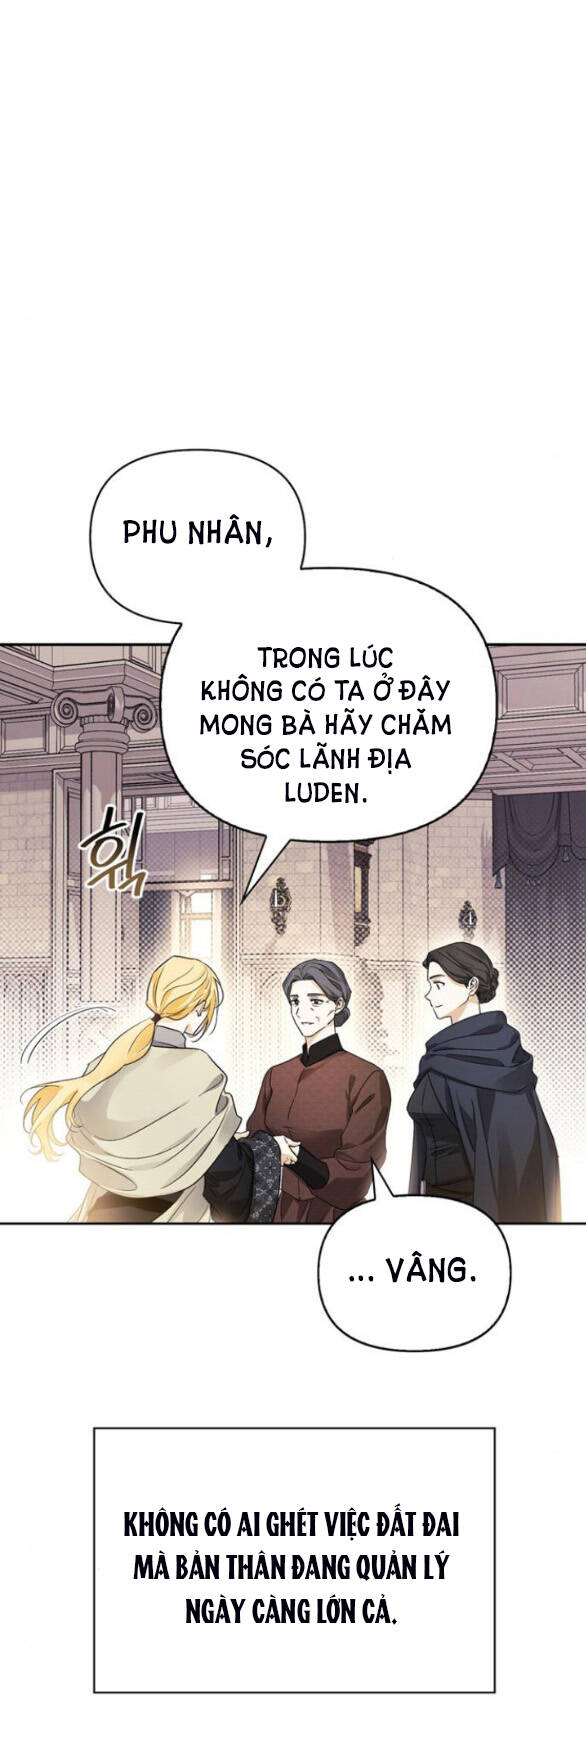 PHU NHÂN,
TRONG LÚC
KHÔNG CÓ TA Ở ĐÂY
MONG BÀ HÃY CHĂM
SÓC LÃNH ĐỊA
LUDEN.
휙
... VÂNG.
KHÔNG CÓ AI GHÉT VIỆC ĐẤT ĐAI
MÀ BẢN THÂN ĐANG QUẢN LÝ
NGÀY CÀNG LỚN CẢ.